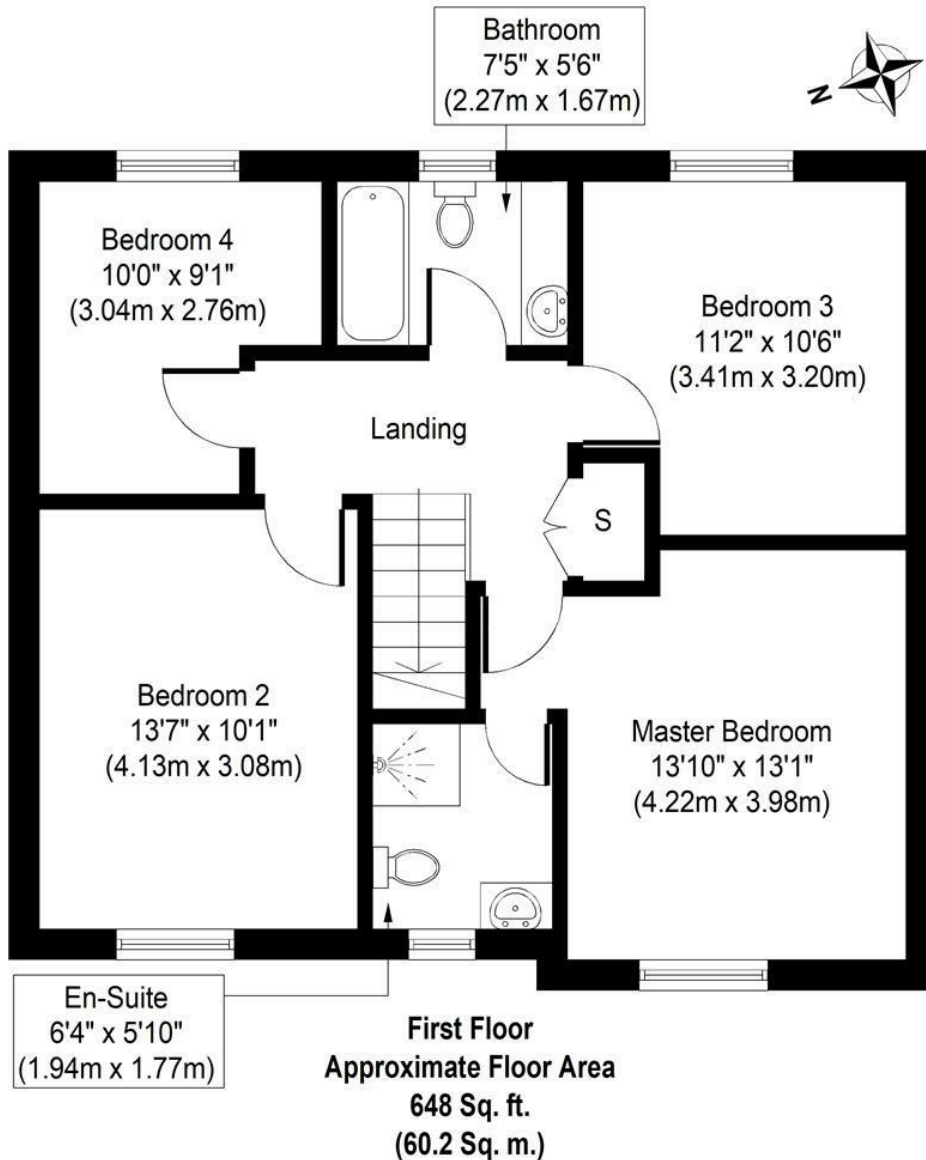 Bathroom
7'5" x 5'6"
(2.27m x 1.67m)
N
Bedroom 4
10'0" x 9'1"
(3.04m x 2.76m)
Bedroom 3
11'2" x 10'6"
(3.41m x 3.20m)
Landing
S
Bedroom 2
13'7" x 10'1"
(4.13m x 3.08m)
Master Bedroom
13'10" x 13'1"
(4.22m x 3.98m)
En-Suite
6'4" x 5'10"
(1.94m x 1.77m)
First Floor
Approximate Floor Area
648 Sq. ft.
(60.2 Sq. m.)